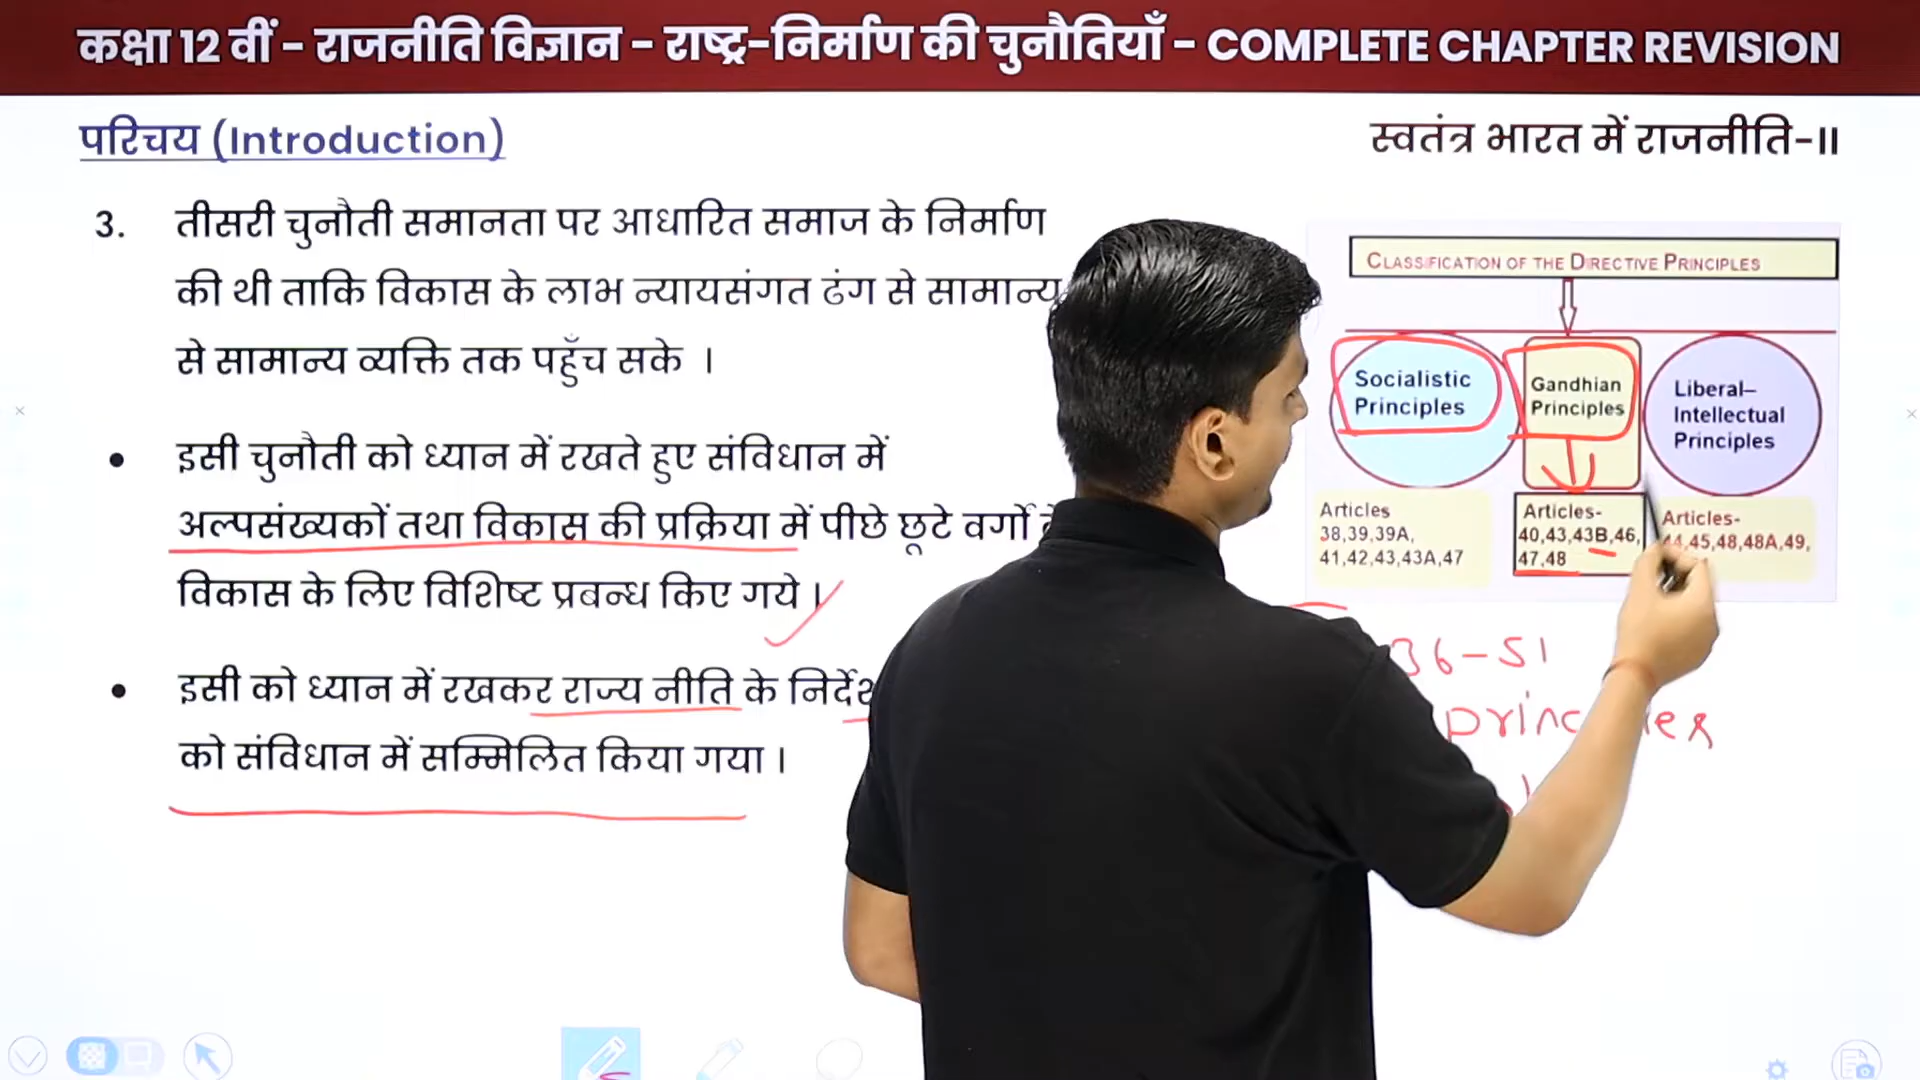 कक्षा 12 वीं - राजनीति विज्ञान - राष्ट्र-निर्माण की चुनौतियाँ - COMPLETE CHAPTER REVISION
परिचय (Introduction)
स्वतंत्र भारत में राजनीति-II
3. तीसरी चुनौती समानता पर आधारित समाज के निर्माण
की थी ताकि विकास के लाभ न्यायसंगत ढंग से सामान्य
से सामान्य व्यक्ति तक पहुँच सके ।
• इसी चुनौती को ध्यान में रखते हुए संविधान में
अल्पसंख्यकों तथा विकास की प्रक्रिया में पीछे छूटे वर्गों
विकास के लिए विशिष्ट प्रबन्ध किए गये ।
• इसी को ध्यान में रखकर राज्य नीति के
को संविधान में सम्मिलित किया गया ।
CLASSIFICATION OF THE DIRECTIVE PRINCIPLES
Socialistic
Principles
Gandhian
Principles
Liberal–
Intellectual
Principles
Articles
38,39,39A,
41,42,43,43A,47
Articles-
40,43,43B,46,
47,48
Articles-
44,45,48,48A,49,
36-51